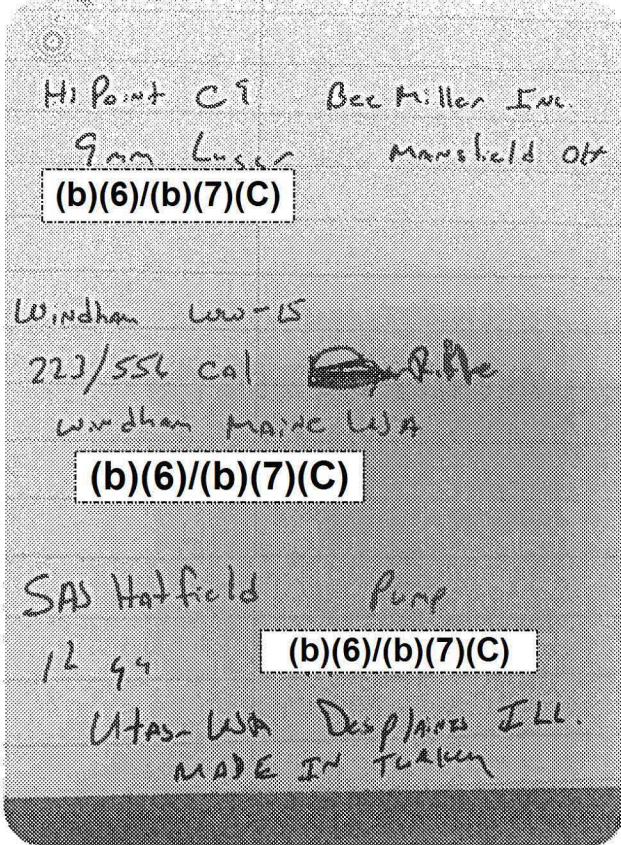 Hi Point C9 Bee Miller Inc.
9mm Luger Mansfield OH
(b)(6)/(b)(7)(C)
Windham WW-15
223/556 Cal Rifle
Windham Maine USA
(b)(6)/(b)(7)(C)
SAS Hatfield Pump
12 ga (b)(6)/(b)(7)(C)
Utas-USA Desplaines ILL.
MADE IN Turkey